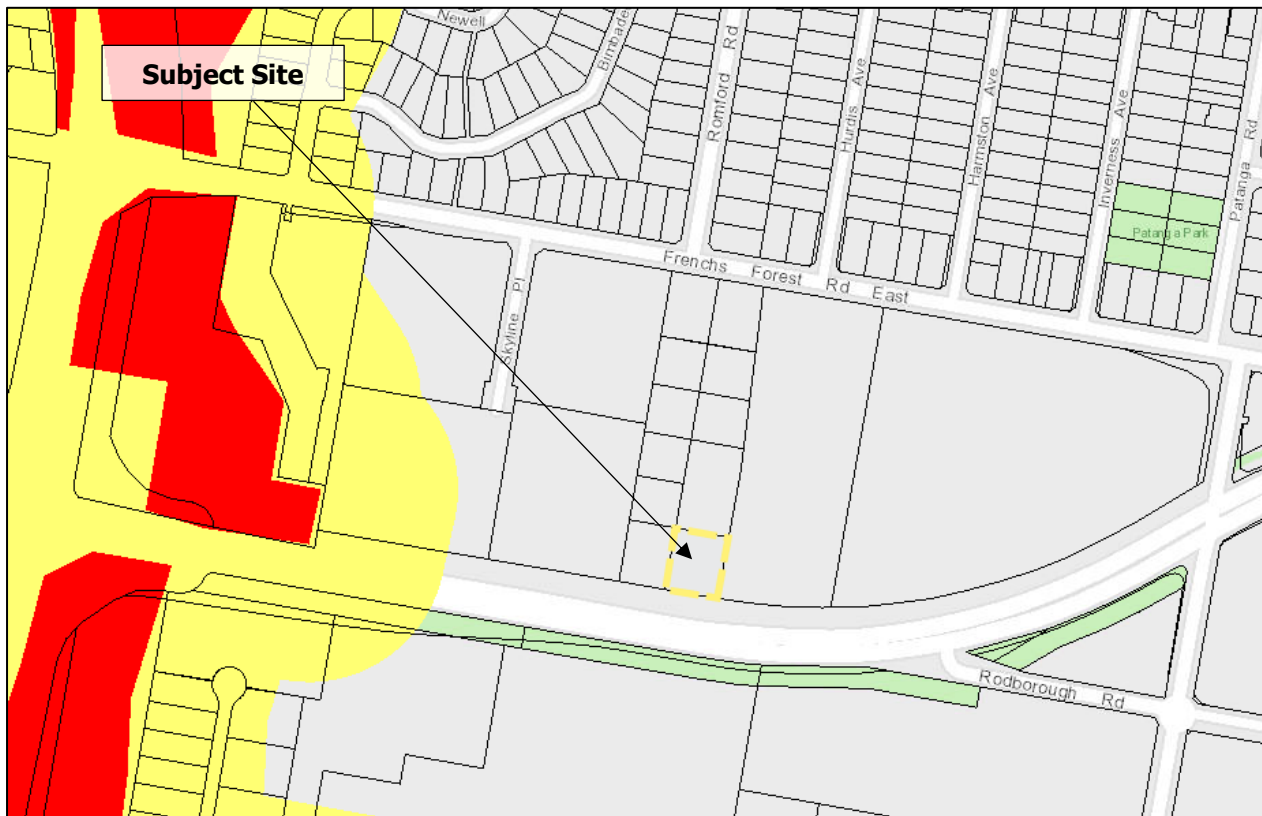 Newell
Bimbade
Subject Site
Romford Rd
Hurdis Ave
Harmston Ave
Inverness Ave
Patanga Rd
Patanga Park
Frenchs Forest Rd East
Skyline Pl
Rodborough Rd